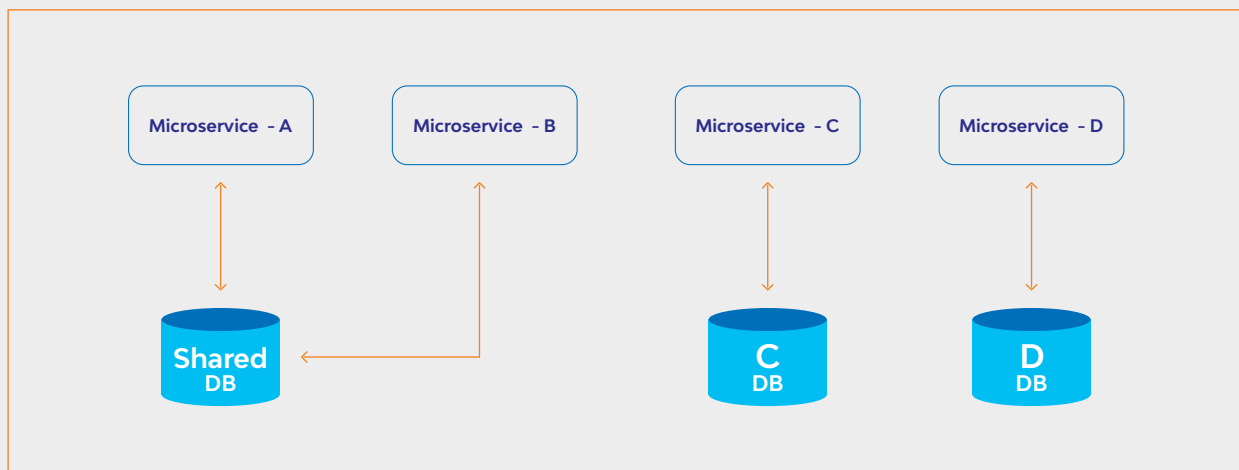 Microservice - A
Microservice - B
Microservice - C
Microservice - D
Shared
DB
C
DB
D
DB